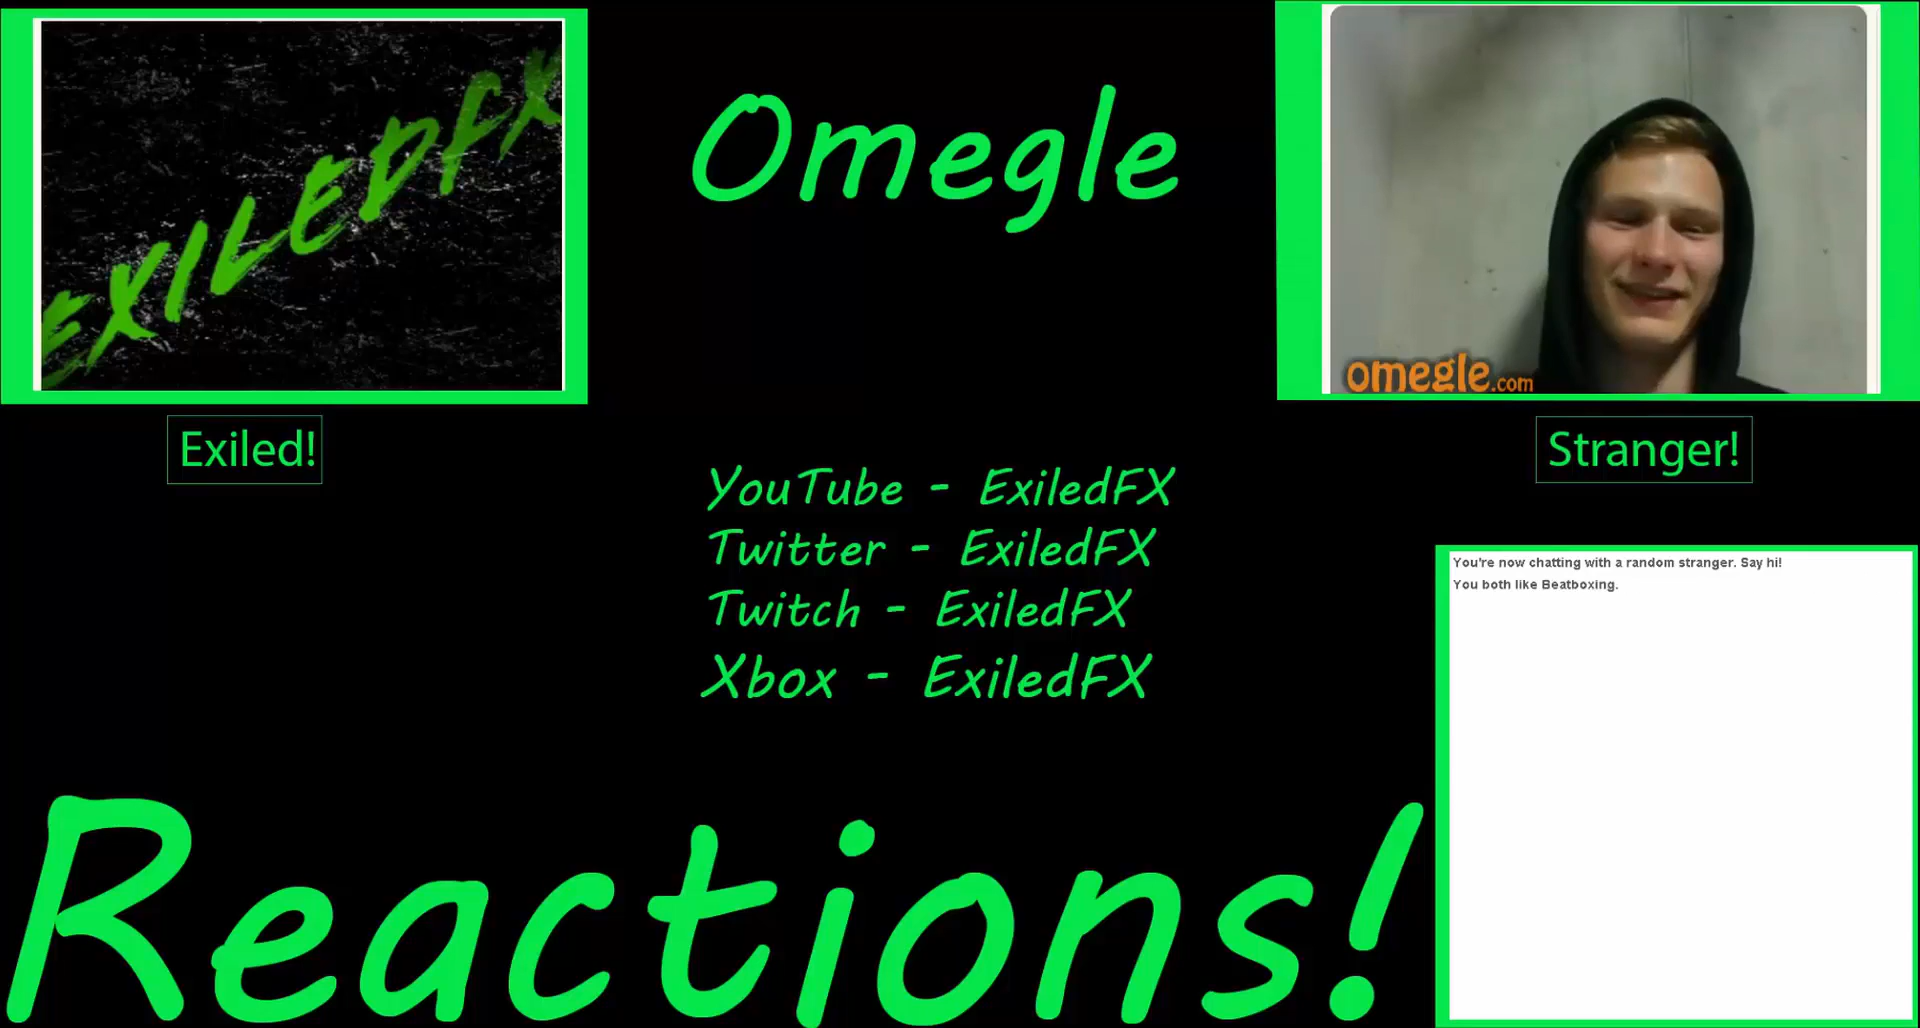 EXILEDFX
Omegle
omegle.com
Exiled!
Stranger!
YouTube - ExiledFX
Twitter - ExiledFX
Twitch - ExiledFX
Xbox - ExiledFX
You're now chatting with a random stranger. Say hi!
You both like Beatboxing.
Reactions!